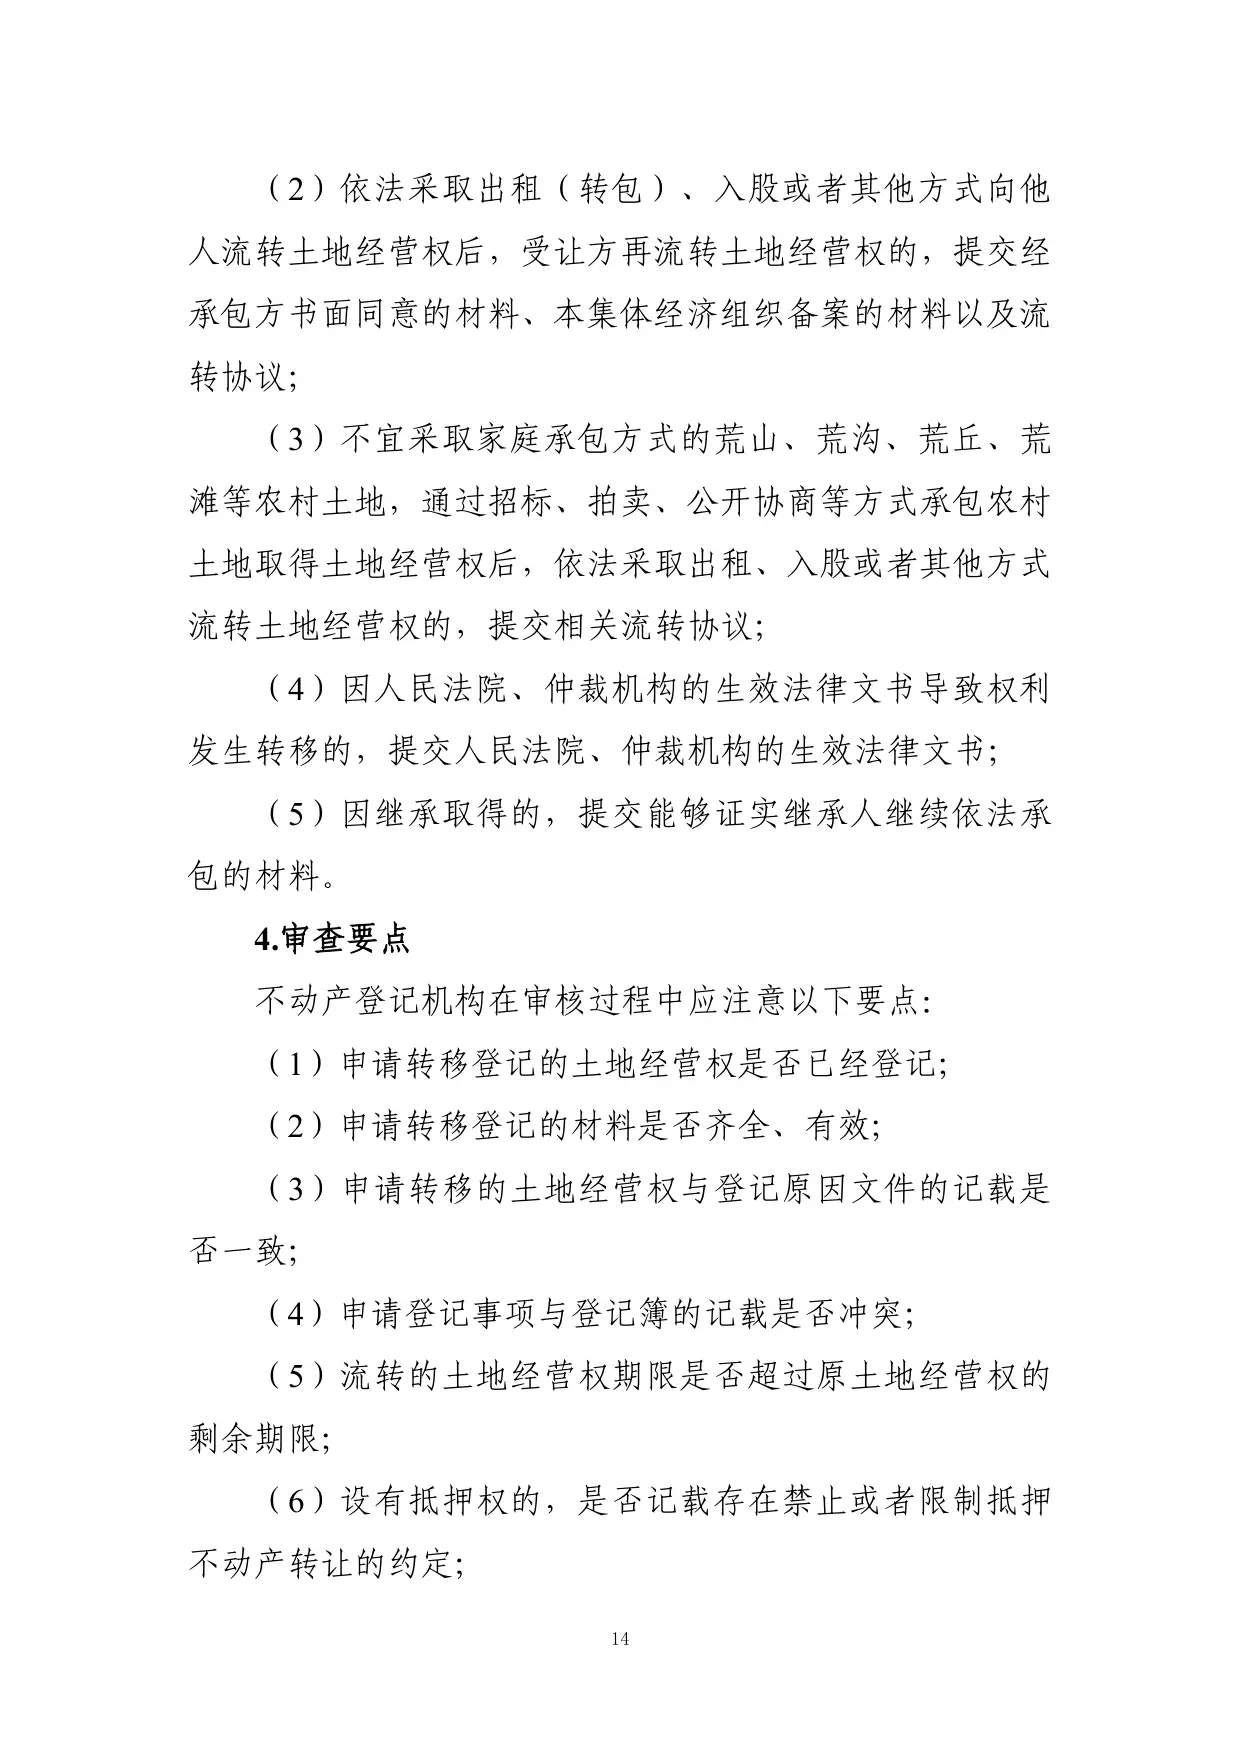 （2）依法采取出租（转包）、入股或者其他方式向他
人流转土地经营权后，受让方再流转土地经营权的，提交经
承包方书面同意的材料、本集体经济组织备案的材料以及流
转协议；
（3）不宜采取家庭承包方式的荒山、荒沟、荒丘、荒
滩等农村土地，通过招标、拍卖、公开协商等方式承包农村
土地取得土地经营权后，依法采取出租、入股或者其他方式
流转土地经营权的，提交相关流转协议；
（4）因人民法院、仲裁机构的生效法律文书导致权利
发生转移的，提交人民法院、仲裁机构的生效法律文书；
（5）因继承取得的，提交能够证实继承人继续依法承
包的材料。
4.审查要点
不动产登记机构在审核过程中应注意以下要点：
（1）申请转移登记的土地经营权是否已经登记；
（2）申请转移登记的材料是否齐全、有效；
（3）申请转移的土地经营权与登记原因文件的记载是
否一致；
（4）申请登记事项与登记簿的记载是否冲突；
（5）流转的土地经营权期限是否超过原土地经营权的
剩余期限；
（6）设有抵押权的，是否记载存在禁止或者限制抵押
不动产转让的约定；
14